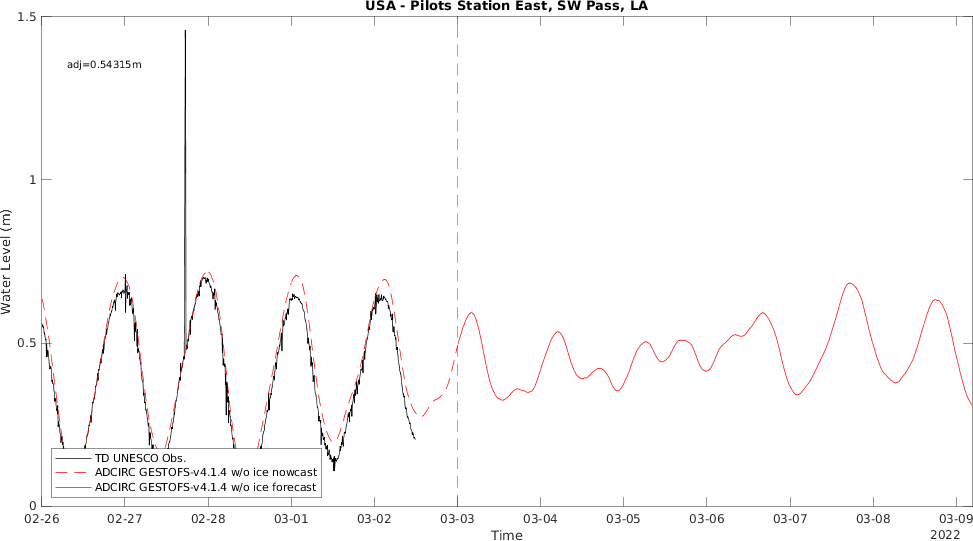 USA - Pilots Station East, SW Pass, LA
adj=0.54315m
1.5
1
0.5
0
Water Level (m)
TD UNESCO Obs.
ADCIRC GESTOFS-v4.1.4 w/o ice nowcast
ADCIRC GESTOFS-v4.1.4 w/o ice forecast
02-26 02-27 02-28 03-01 03-02 03-03 03-04 03-05 03-06 03-07 03-08 03-09
Time
2022